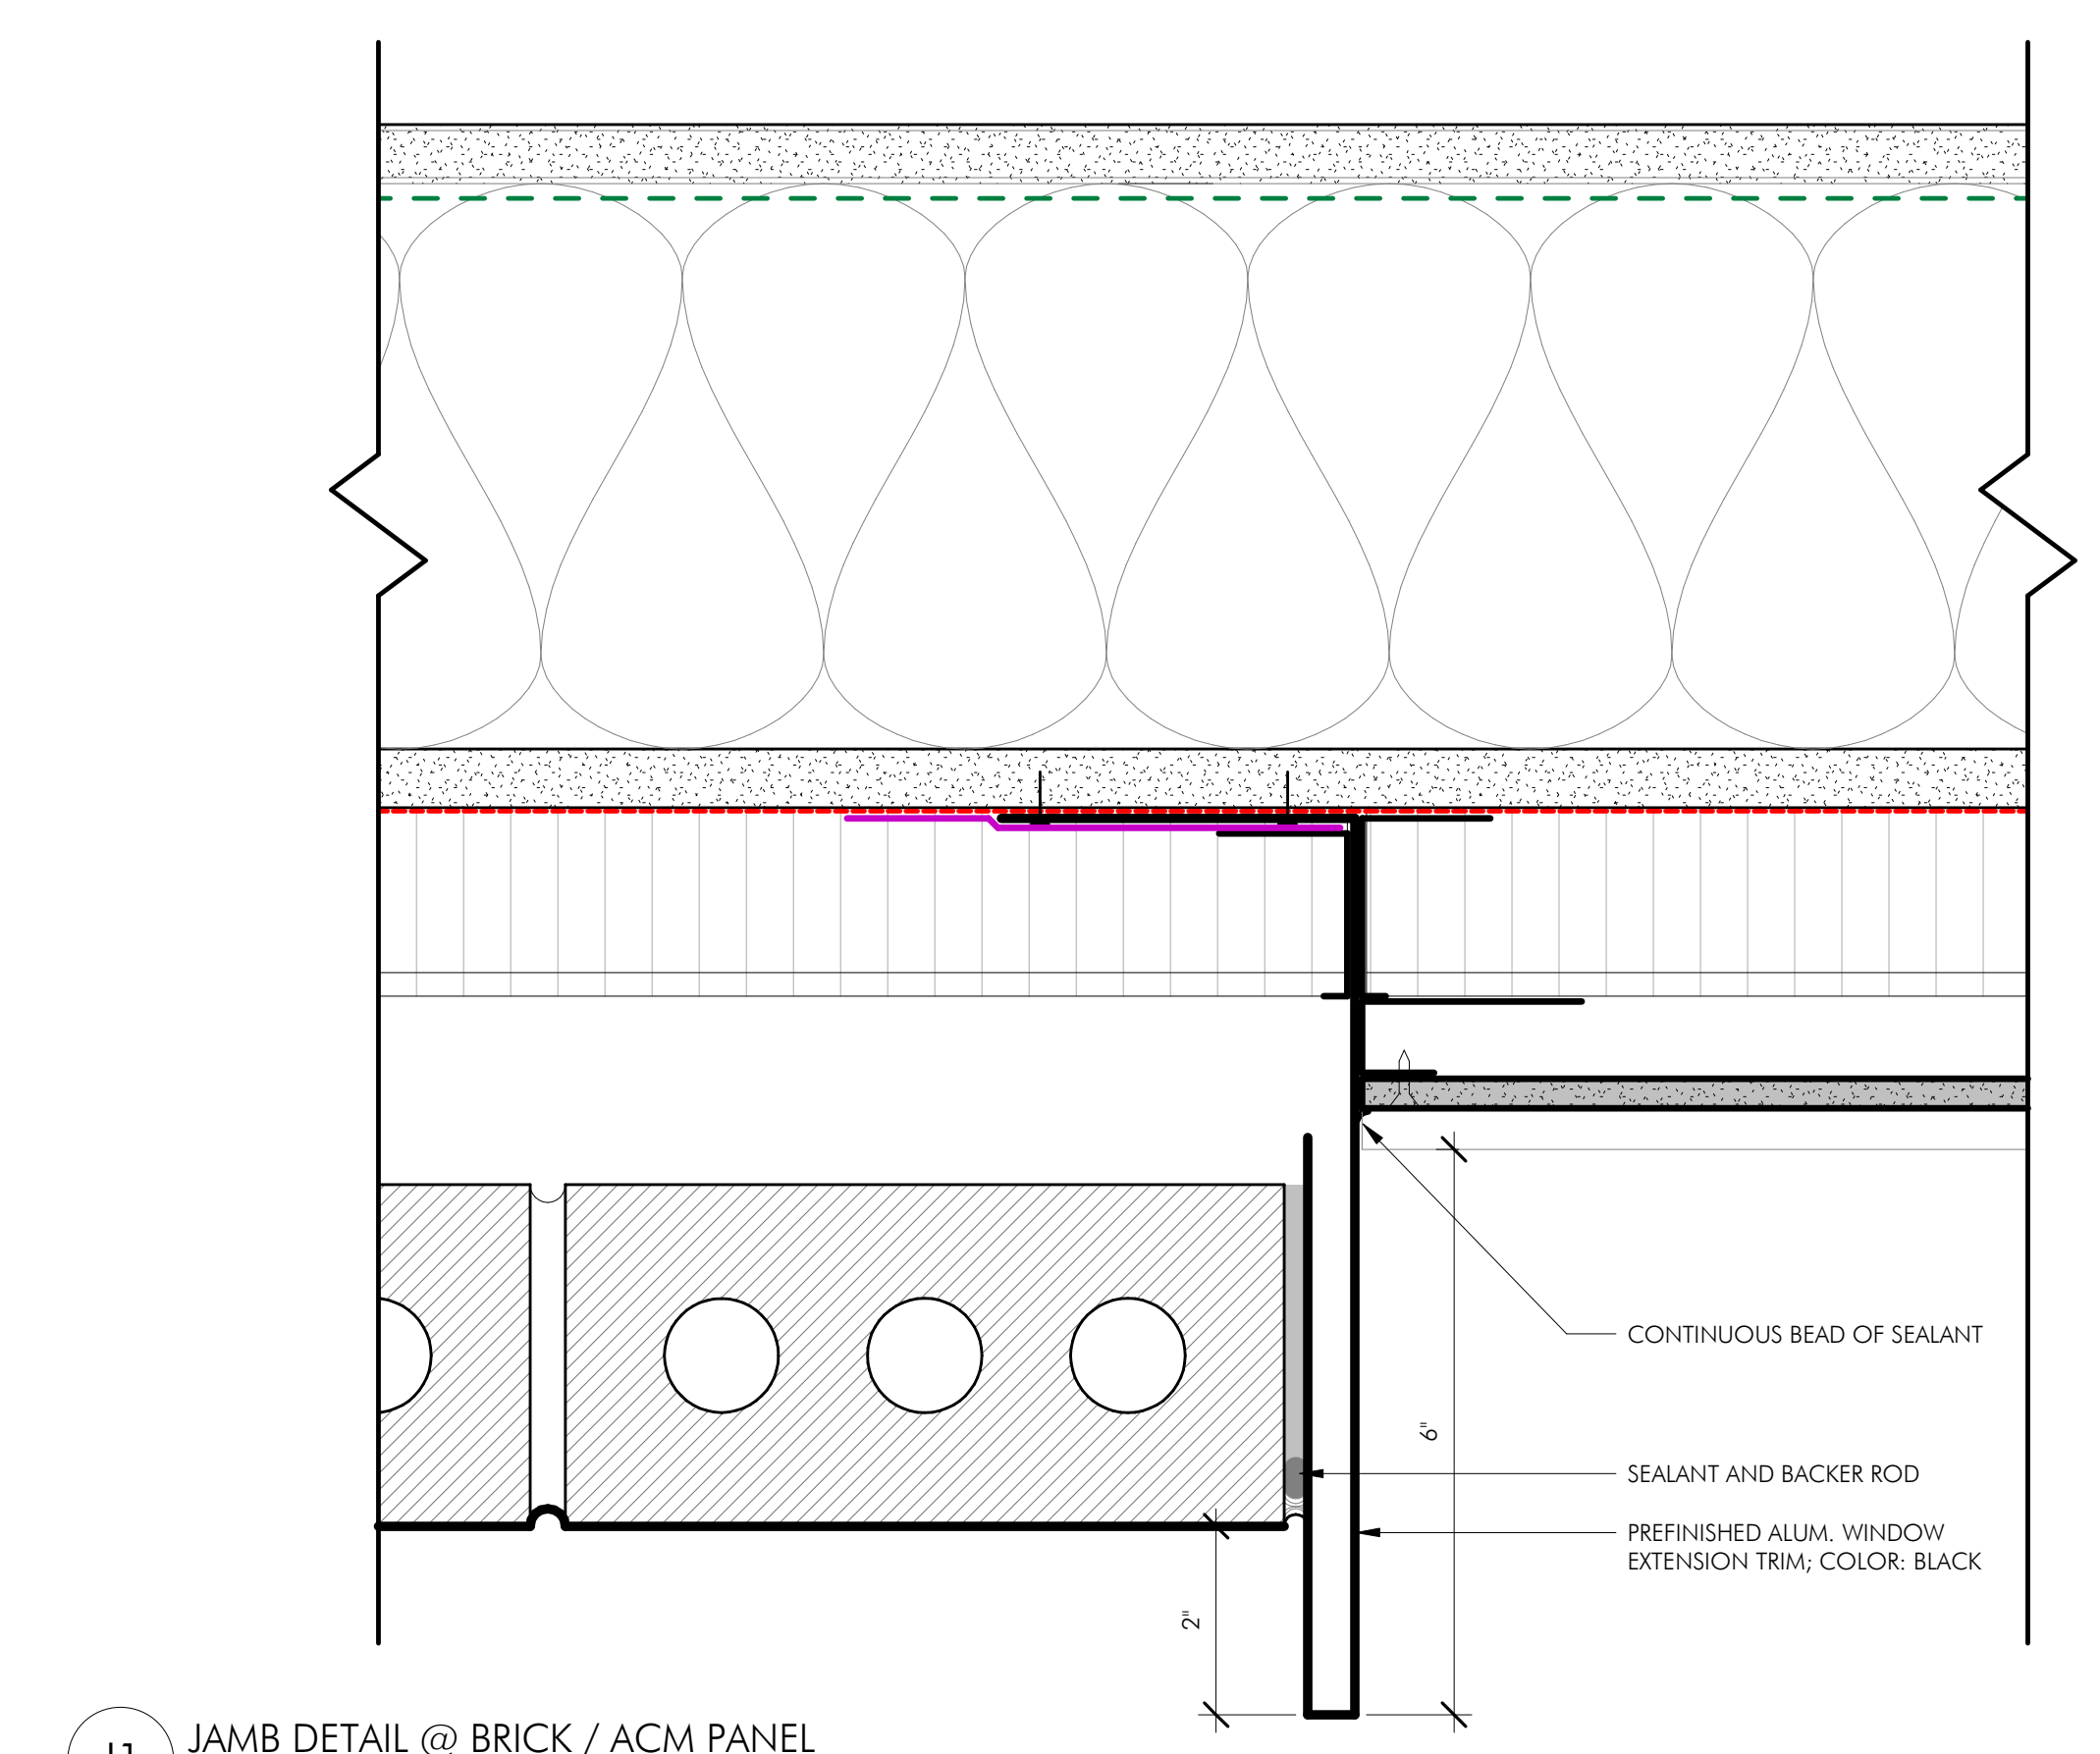 CONTINUOUS BEAD OF SEALANT
6"
SEALANT AND BACKER ROD
PREFINISHED ALUM. WINDOW
EXTENSION TRIM; COLOR: BLACK
2"
JAMB DETAIL @ BRICK / ACM PANEL